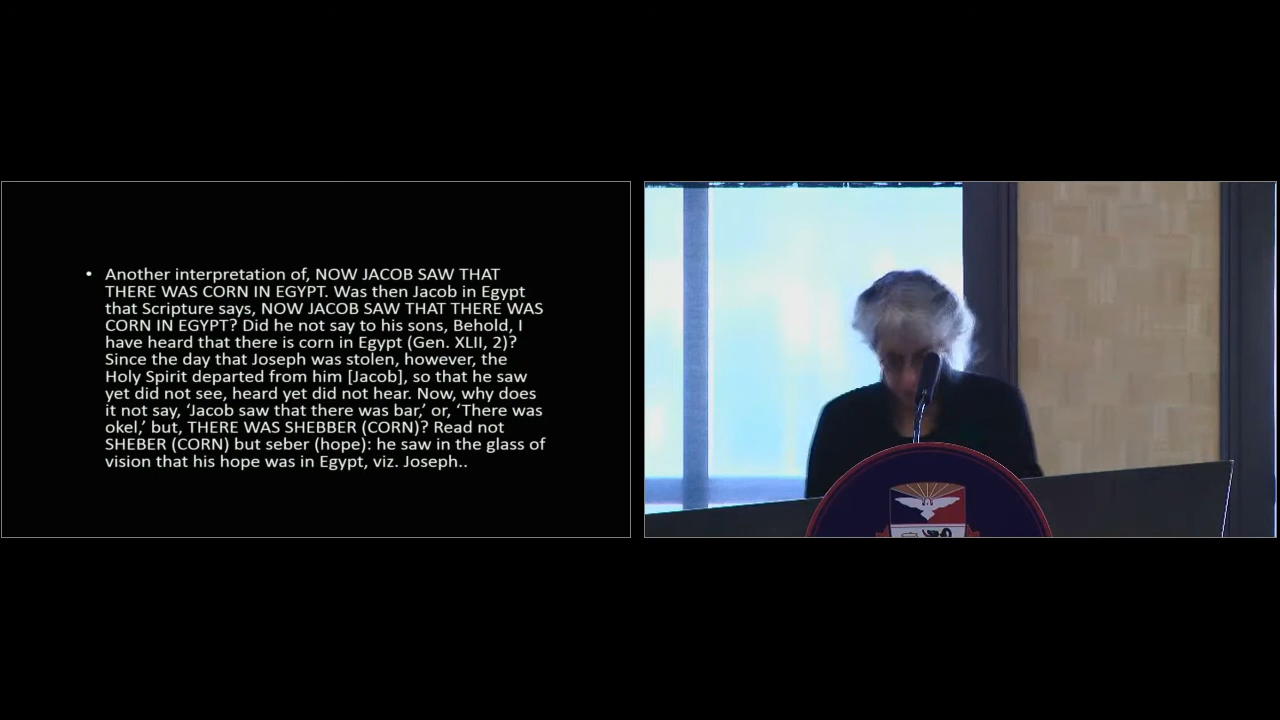 • Another interpretation of, NOW JACOB SAW THAT
THERE WAS CORN IN EGYPT. Was then Jacob in Egypt
that Scripture says, NOW JACOB SAW THAT THERE WAS
CORN IN EGYPT? Did he not say to his sons, Behold, I
have heard that there is corn in Egypt (Gen. XLII, 2)?
Since the day that Joseph was stolen, however, the
Holy Spirit departed from him [Jacob], so that he saw
yet did not see, heard yet did not hear. Now, why does
it not say, ‘Jacob saw that there was bar,’ or, ‘There was
okel,’ but, THERE WAS SHEBBER (CORN)? Read not
SHEBER (CORN) but seber (hope): he saw in the glass of
vision that his hope was in Egypt, viz. Joseph..